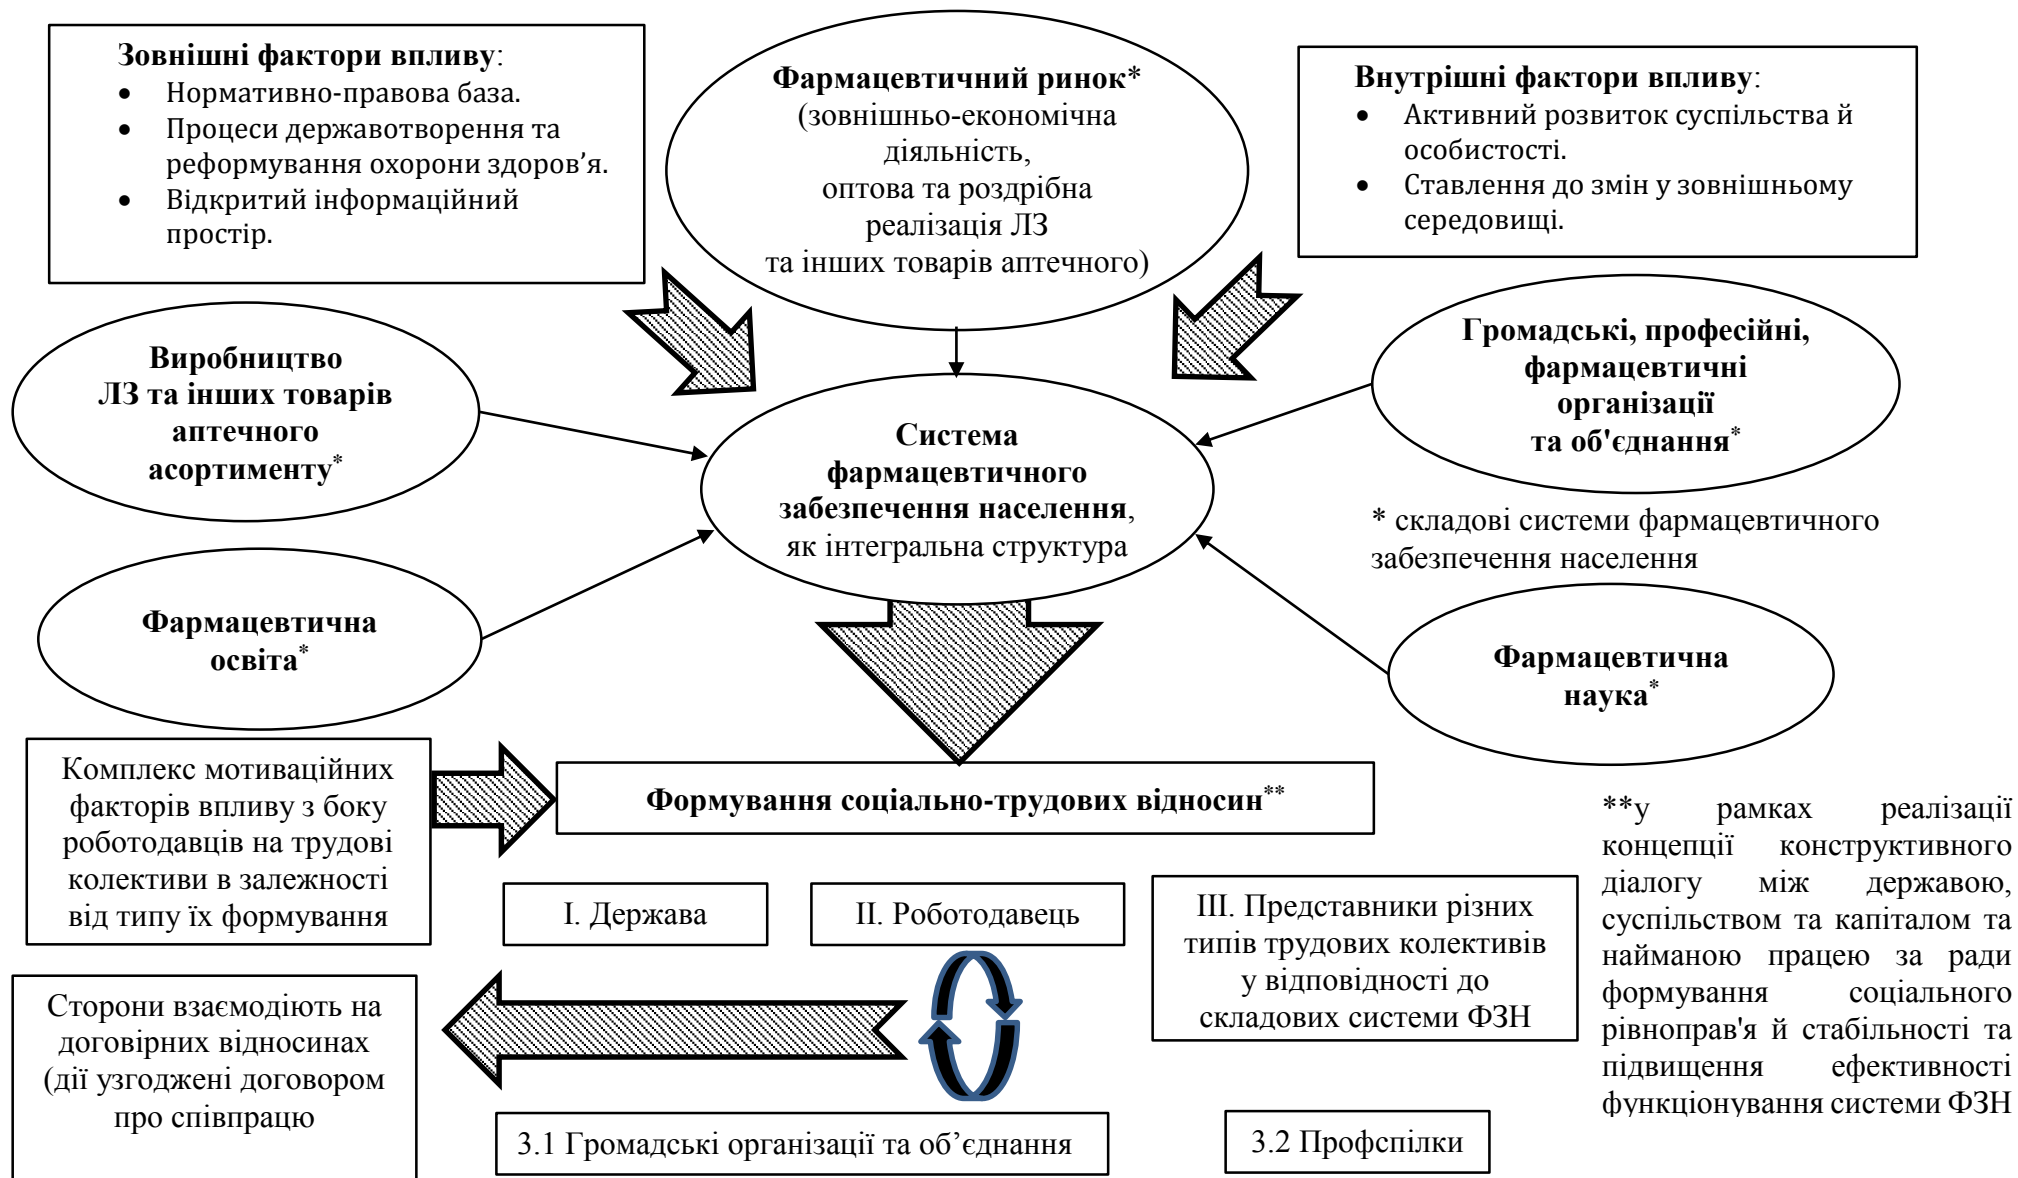 Зовнішні фактори впливу:
• Нормативно-правова база.
• Процеси державотворення та
реформування охорони здоров’я.
• Відкритий інформаційний
простір.
Фармацевтичний ринок*
(зовнішньо-економічна
діяльність,
оптова та роздрібна
реалізація ЛЗ
та інших товарів аптечного)
Внутрішні фактори впливу:
• Активний розвиток суспільства й
особистості.
• Ставлення до змін у зовнішньому
середовищі.
Виробництво
ЛЗ та інших товарів
аптечного
асортименту*
Система
фармацевтичного
забезпечення населення,
як інтегральна структура
Громадські, професійні,
фармацевтичні
організації
та об'єднання*
* складові системи фармацевтичного
забезпечення населення
Фармацевтична
освіта*
Фармацевтична
наука*
Комплекс мотиваційних
факторів впливу з боку
роботодавців на трудові
колективи в залежності
від типу їх формування
Формування соціально-трудових відносин**
**у рамках реалізації
концепції конструктивного
діалогу між державою,
суспільством та капіталом та
найманою працею за ради
формування соціального
рівноправ'я й стабільності та
підвищення ефективності
функціонування системи ФЗН
І. Держава
ІІ. Роботодавець
ІІІ. Представники різних
типів трудових колективів
у відповідності до
складових системи ФЗН
Сторони взаємодіють на
договірних відносинах
(дії узгоджені договором
про співпрацю
3.1 Громадські організації та об’єднання
3.2 Профспілки